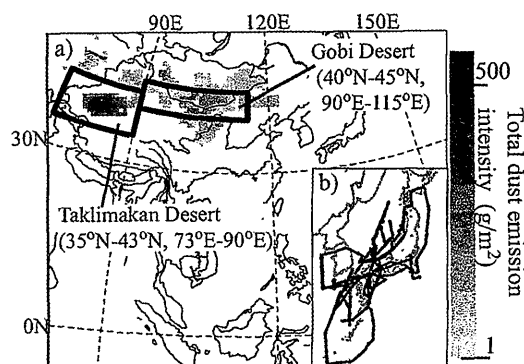 90E 120E 150E
a)
Gobi Desert
(40°N-45°N,
90°E-115°E)
30N
Taklimakan Desert
(35°N-43°N, 73°E-90°E)
b)
0N
500
Total dust emission
intensity (g/m²)
1